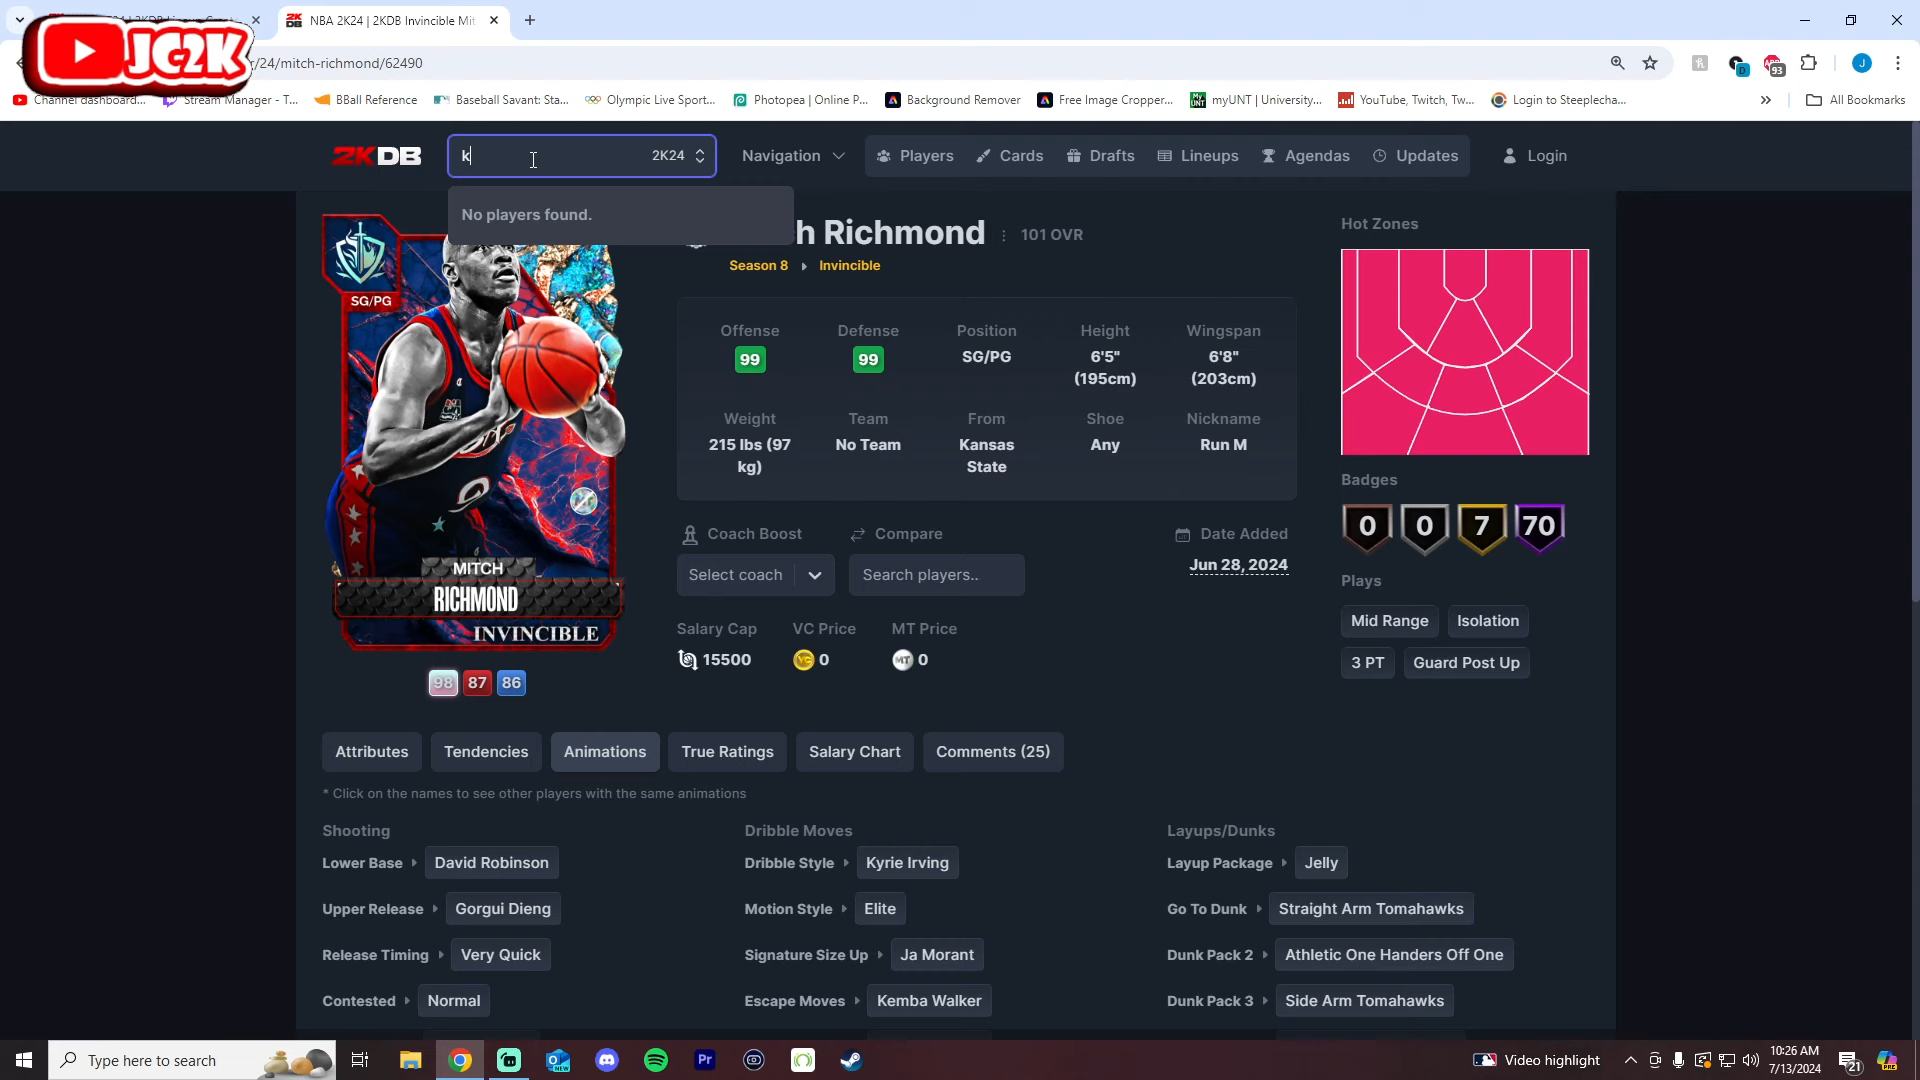 NBA 2K24 | 2KDB Invincible Mit
JC2K
/24/mitch-richmond/62490
93
Channel dashboard...
Stream Manager - T...
BBall Reference
Baseball Savant: Sta...
Olympic Live Sport...
Photopea | Online P...
Background Remover
Free Image Cropper...
myUNT | University...
YouTube, Twitch, Tw...
Login to Steeplecha...
All Bookmarks
2KDB
k
2K24
Navigation
Players
Cards
Drafts
Lineups
Agendas
Updates
Login
No players found.
h Richmond
101 OVR
Season 8
Invincible
SG/PG
MITCH
RICHMOND
INVINCIBLE
98
87
86
Offense
Defense
Position
Height
Wingspan
99
99
SG/PG
6'5"
(195cm)
6'8"
(203cm)
Weight
Team
From
Shoe
Nickname
215 lbs (97
kg)
No Team
Kansas
State
Any
Run M
Coach Boost
Compare
Date Added
Select coach
Search players..
Jun 28, 2024
Salary Cap
VC Price
MT Price
15500
VC 0
MT 0
Hot Zones
Badges
0
0
7
70
Plays
Mid Range
Isolation
3 PT
Guard Post Up
Attributes
Tendencies
Animations
True Ratings
Salary Chart
Comments (25)
* Click on the names to see other players with the same animations
Shooting
Lower Base
David Robinson
Upper Release
Gorgui Dieng
Release Timing
Very Quick
Contested
Normal
Dribble Moves
Dribble Style
Kyrie Irving
Motion Style
Elite
Signature Size Up
Ja Morant
Escape Moves
Kemba Walker
Layups/Dunks
Layup Package
Jelly
Go To Dunk
Straight Arm Tomahawks
Dunk Pack 2
Athletic One Handers Off One
Dunk Pack 3
Side Arm Tomahawks
Type here to search
Video highlight
10:26 AM
7/13/2024
21